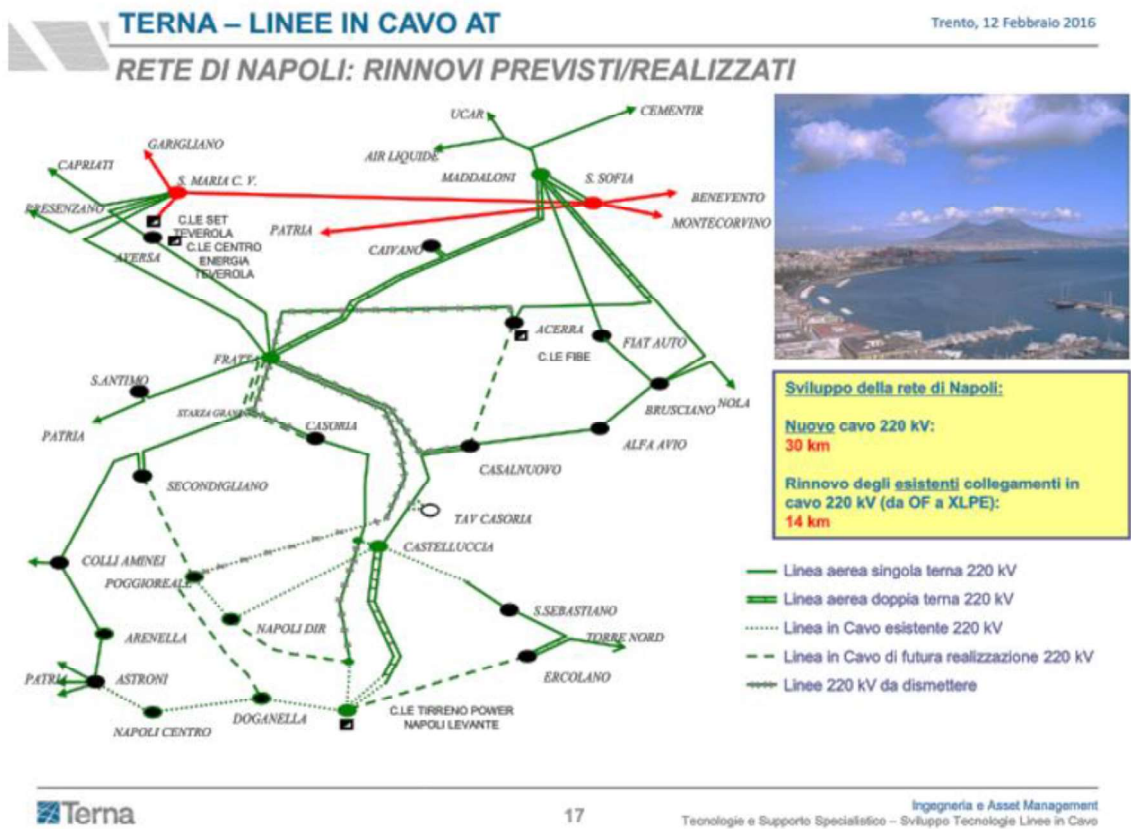 TERNA – LINEE IN CAVO AT
Trento, 12 Febbraio 2016
RETE DI NAPOLI: RINNOVI PREVISTI/REALIZZATI
UCAR
CEMENTIR
GARIGLIANO
CAPRIATI
AIR LIQUIDE
S. MARIA C. V.
MADDALONI
S. SOFIA
BENEVENTO
PRESENZANO
MONTECORVINO
C.LE SET
TEVEROLA
PATRIA
C.LE CENTRO
ENERGIA
TEVEROLA
AVERSA
CAIVANO
ACERRA
C.LE FIBE
FIAT AUTO
FRATTA
S.ANTIMO
NOLA
BRUSCIANO
STARZA GRAN
CASORIA
PATRIA
ALFA AVIO
CASALNUOVO
SECONDIGLIANO
TAV CASORIA
CASTELLUCCIA
COLLI AMINEI
POGGIOREALE
S.SEBASTIANO
NAPOLI DIR
TORRE NORD
ARENELLA
ERCOLANO
PATRIA
ASTRONI
C.LE TIRRENO POWER
NAPOLI LEVANTE
DOGANELLA
NAPOLI CENTRO
Sviluppo della rete di Napoli:
Nuovo cavo 220 kV:
30 km
Rinnovo degli esistenti collegamenti in
cavo 220 kV (da OF a XLPE):
14 km
Linea aerea singola terna 220 kV
Linea aerea doppia terna 220 kV
Linea in Cavo esistente 220 kV
Linea in Cavo di futura realizzazione 220 kV
Linee 220 kV da dismettere
Terna
17
Ingegneria e Asset Management
Tecnologie e Supporto Specialistico – Sviluppo Tecnologie Linee in Cavo